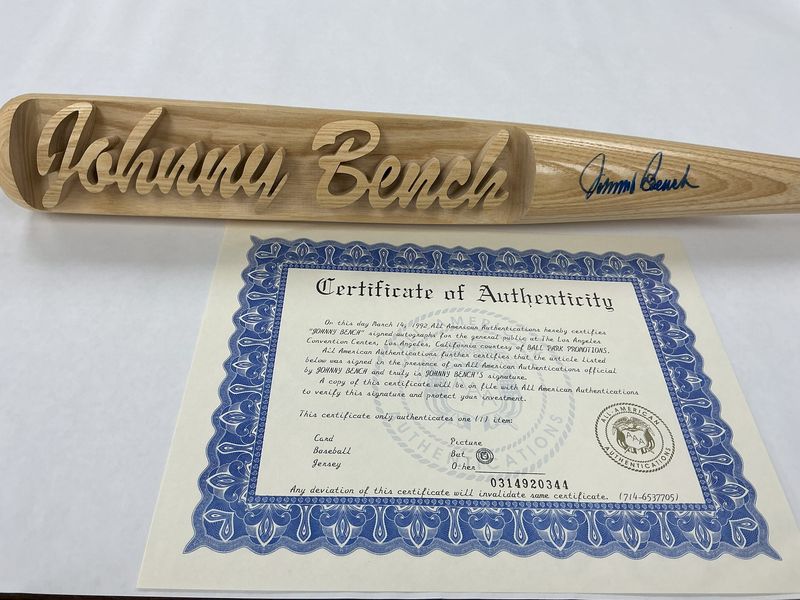 Johnny Bench
Johnny Bench
Certificate of Authenticity
On this day March 14, 1992 All American Authentications hereby certifies
"JOHNNY BENCH" signed autographs for the general public at The Los Angeles
Convention Center, Los Angeles, California courtesy of BALL PARK PROMOTIONS.
All American Authentications further certifies that the article listed
below was signed in the presence of an All American Authentications official
by JOHNNY BENCH and truly is JOHNNY BENCH'S signature.
A copy of this certificate will be on file with All American Authentications
to verify this signature and protect your investment.
This certificate only authenticates one (1) item:
Card Picture
Baseball Bat
Jersey Other
ALL AMERICAN
AAA
AUTHENTICATIONS
0314920344
Any deviation of this certificate will invalidate same certificate. (714-6537705)